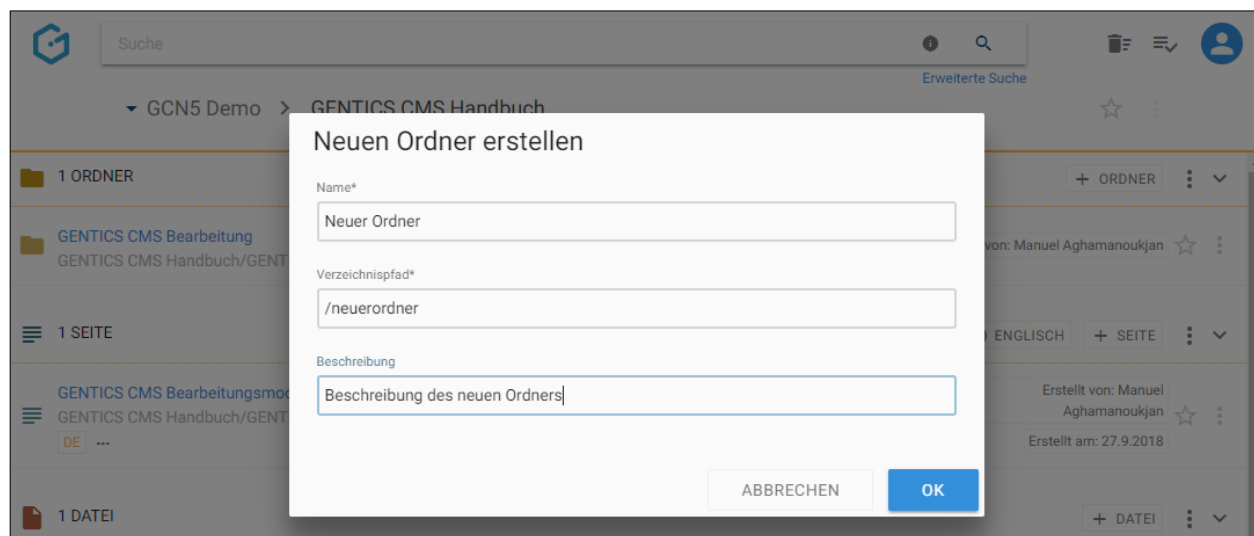 Suche
Erweiterte Suche
GCN5 Demo > GENTICS CMS Handbuch
Neuen Ordner erstellen
1 ORDNER
+ ORDNER
Name*
Neuer Ordner
GENTICS CMS Bearbeitung
GENTICS CMS Handbuch/GENT
von: Manuel Aghamanoukjan
Verzeichnispfad*
/neuerordner
1 SEITE
ENGLISCH
+ SEITE
Beschreibung
Beschreibung des neuen Ordners
GENTICS CMS Bearbeitungsmod
GENTICS CMS Handbuch/GENT
DE ...
Erstellt von: Manuel
Aghamanoukjan
Erstellt am: 27.9.2018
ABBRECHEN
OK
1 DATEI
+ DATEI